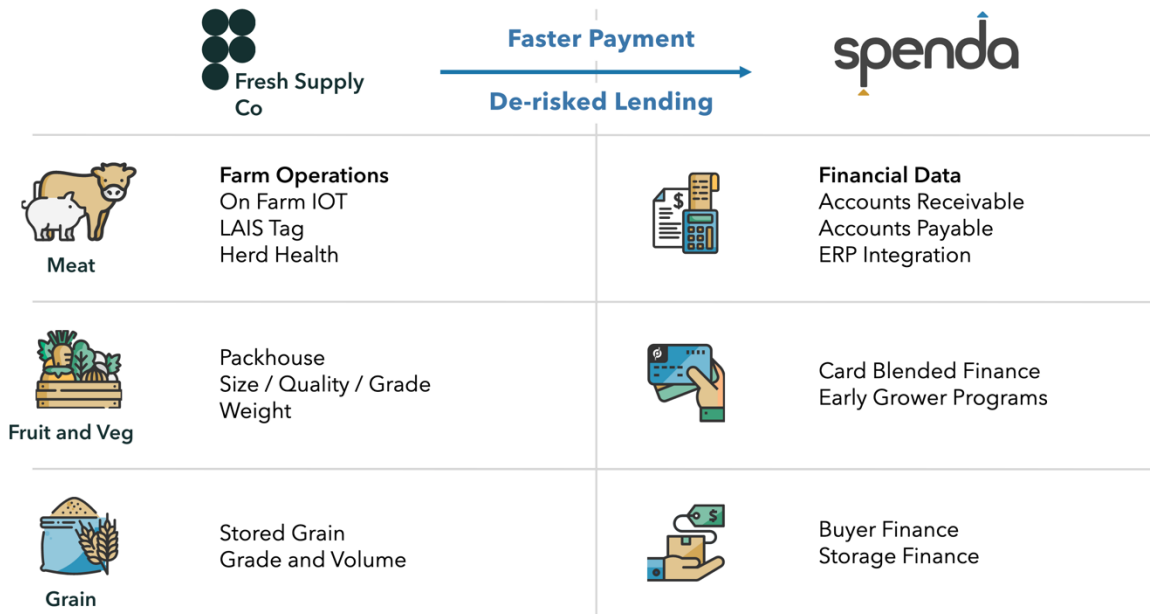 Fresh Supply
Co
Faster Payment
De-risked Lending
spenda
Meat
Farm Operations
On Farm IOT
LAIS Tag
Herd Health
$
Financial Data
Accounts Receivable
Accounts Payable
ERP Integration
Fruit and Veg
Packhouse
Size / Quality / Grade
Weight
Card Blended Finance
Early Grower Programs
Grain
Stored Grain
Grade and Volume
$
Buyer Finance
Storage Finance